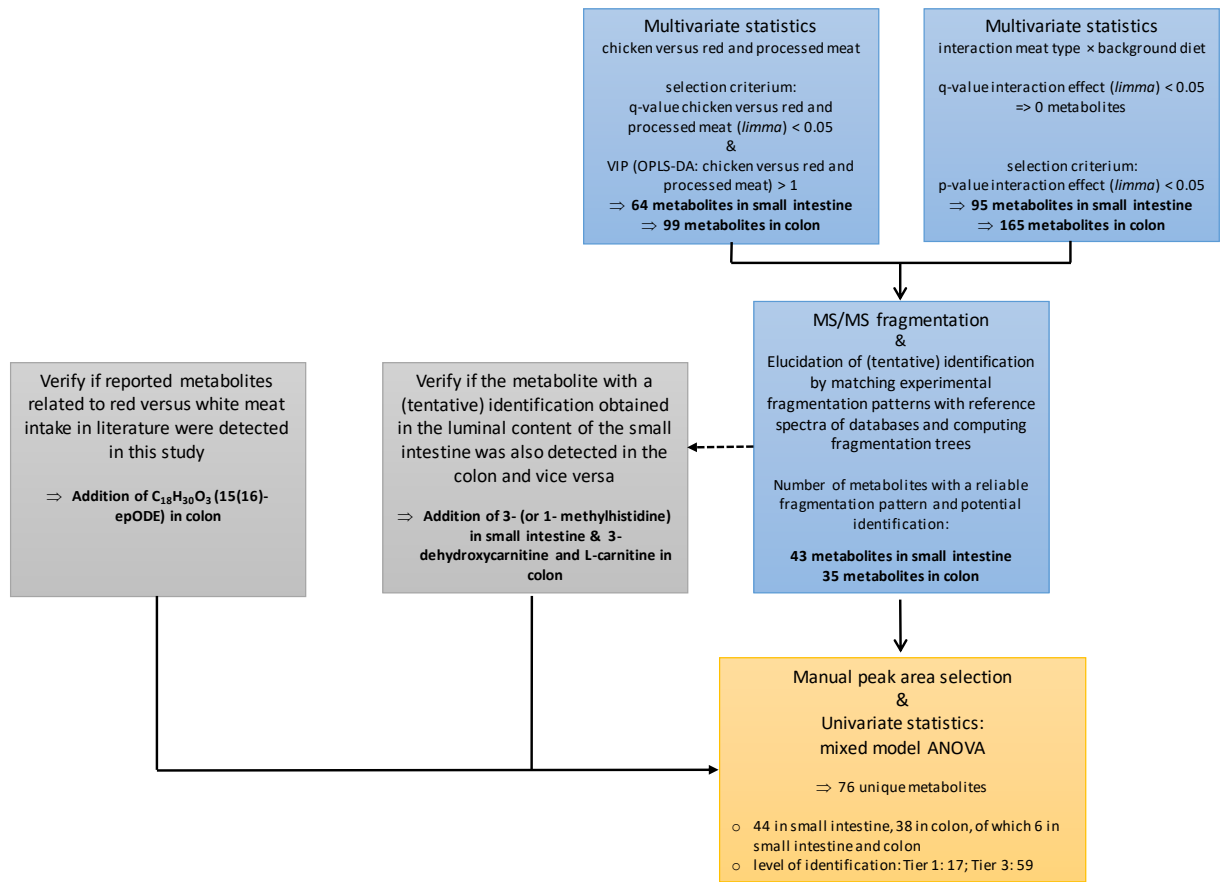 Multivariate statistics
chicken versus red and processed meat
selection criterium:
q-value chicken versus red and
processed meat (limma) < 0.05
&
VIP (OPLS-DA: chicken versus red and
processed meat) > 1
⇒ 64 metabolites in small intestine
⇒ 99 metabolites in colon
Multivariate statistics
interaction meat type × background diet
q-value interaction effect (limma) < 0.05
=> 0 metabolites
selection criterium:
p-value interaction effect (limma) < 0.05
⇒ 95 metabolites in small intestine
⇒ 165 metabolites in colon
MS/MS fragmentation
&
Elucidation of (tentative) identification
by matching experimental
fragmentation patterns with reference
spectra of databases and computing
fragmentation trees
Number of metabolites with a reliable
fragmentation pattern and potential
identification:
43 metabolites in small intestine
35 metabolites in colon
Verify if reported metabolites
related to red versus white meat
intake in literature were detected
in this study
⇒ Addition of C₁₈H₃₀O₃ (15(16)-
epODE) in colon
Verify if the metabolite with a
(tentative) identification obtained
in the luminal content of the small
intestine was also detected in the
colon and vice versa
⇒ Addition of 3- (or 1- methylhistidine)
in small intestine & 3-
dehydroxycarnitine and L-carnitine in
colon
Manual peak area selection
&
Univariate statistics:
mixed model ANOVA
⇒ 76 unique metabolites
o 44 in small intestine, 38 in colon, of which 6 in
small intestine and colon
o level of identification: Tier 1: 17; Tier 3: 59